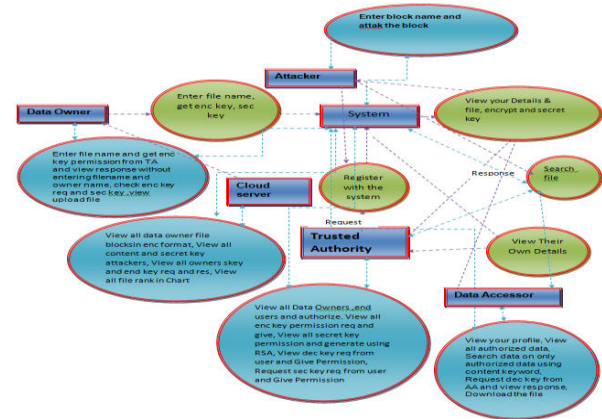 Enter block name and
attak the block
Attacker
Data Owner
Enter file name,
get enc key, sec
key
System
View your Details &
file, encrypt and secret
key
Enter file name and get enc
key permission from TA
and view response without
entering filename and
owner name, check enc key
req and sec key ,view
upload file
Cloud
server
Register
with the
system
Response
Search
file
Request
Trusted
Authority
View all data owner file
blocksin enc format, View all
content and secret key
attackers, View all owners skey
and end key req and res, View
all file rank in Chart
View Their
Own Details
Data Accessor
View all Data Owners ,end
users and authorize. View all
enc key permission req and
give, View all secret key
permission and generate using
RSA, View dec key req from
user and Give Permission,
Request sec key req from user
and Give Permission
View your profile, View
all authorized data,
Search data on only
authorized data using
content keyword,
Request dec key from
AA and view response,
Download the file